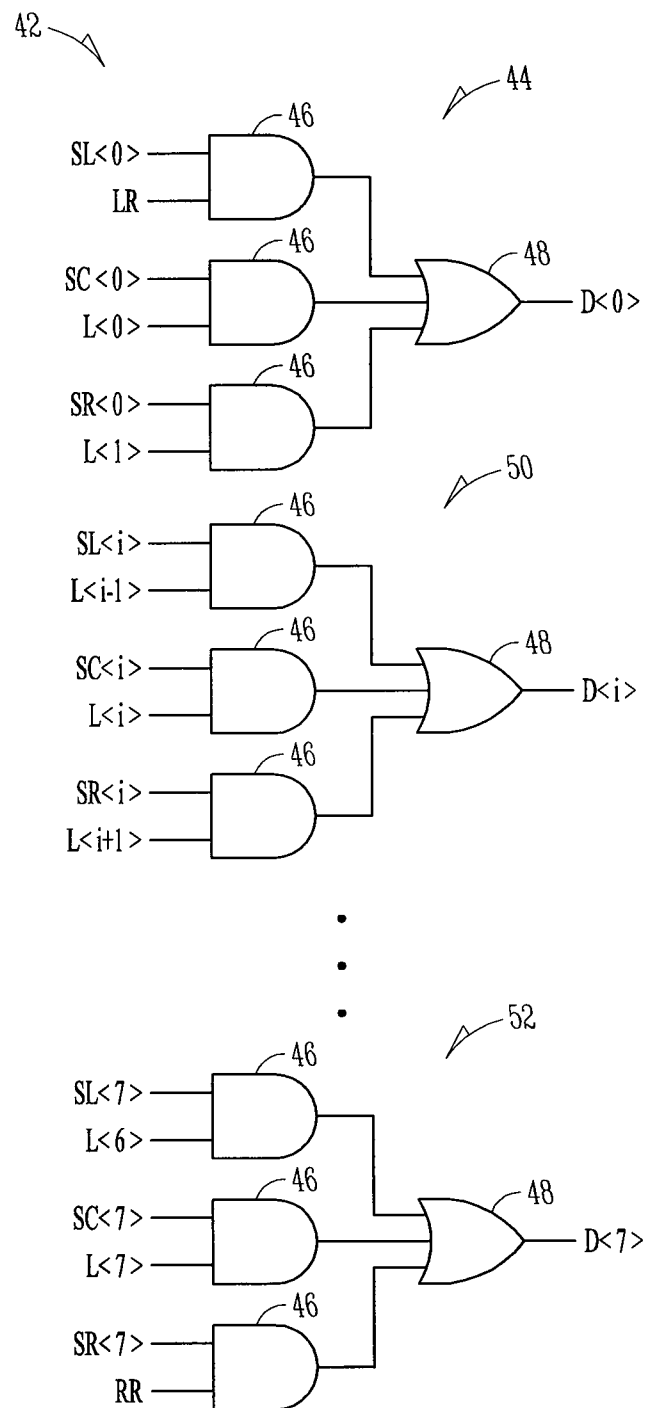 42
44
46
SL<0>
LR
46
48
SC<0>
L<0>
D<0>
46
SR<0>
L<1>
50
46
SL<i>
L<i-1>
46
48
SC<i>
L<i>
D<i>
46
SR<i>
L<i+1>
52
46
SL<7>
L<6>
46
48
SC<7>
L<7>
D<7>
46
SR<7>
RR